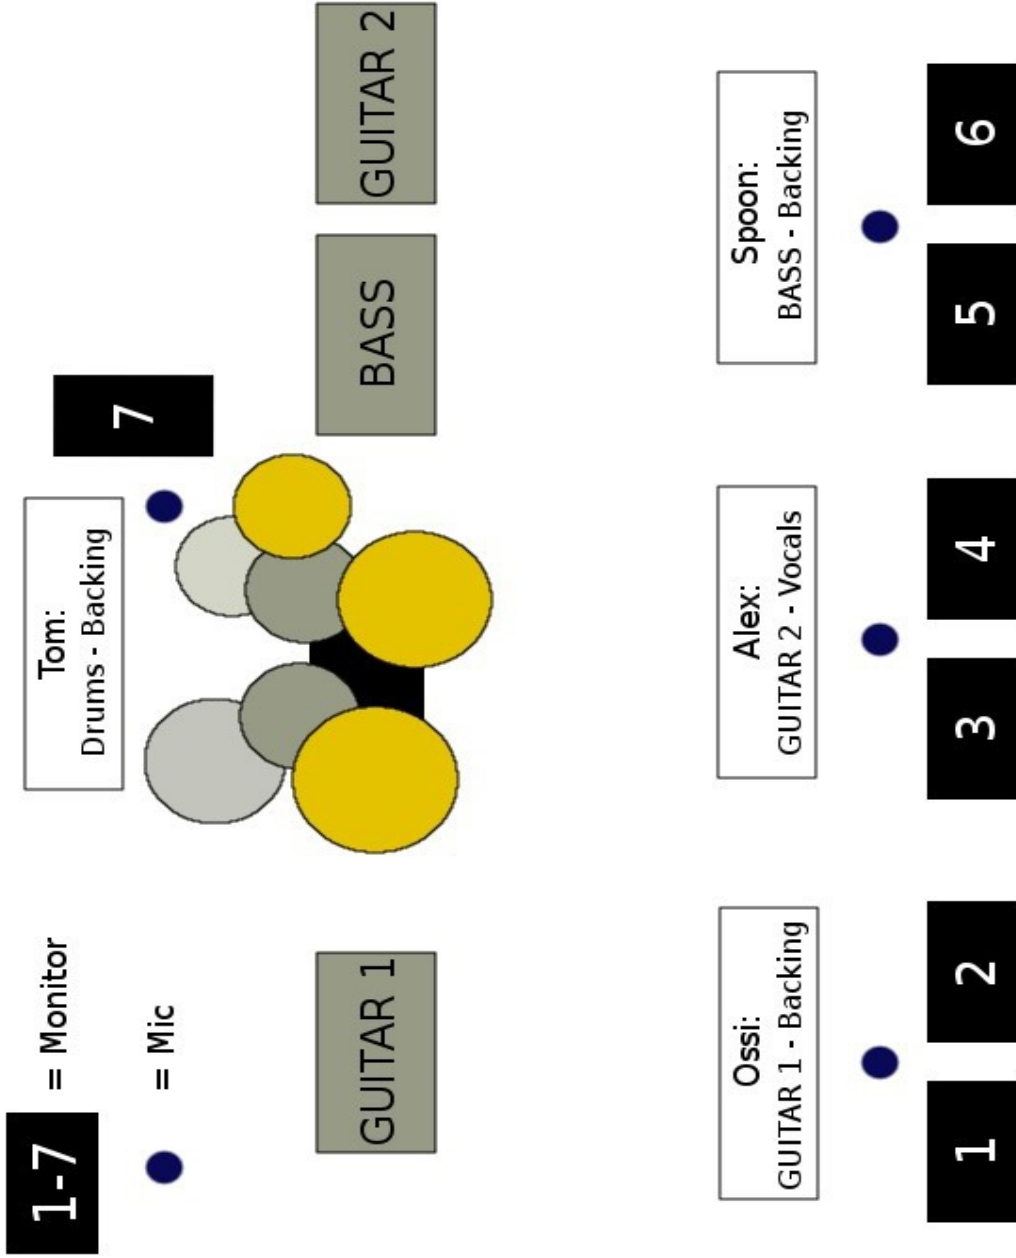 1-7 = Monitor
= Mic
Tom:
Drums - Backing
7
GUITAR 1
BASS
GUITAR 2
Ossi:
GUITAR 1 - Backing
Alex:
GUITAR 2 - Vocals
Spoon:
BASS - Backing
1
2
3
4
5
6